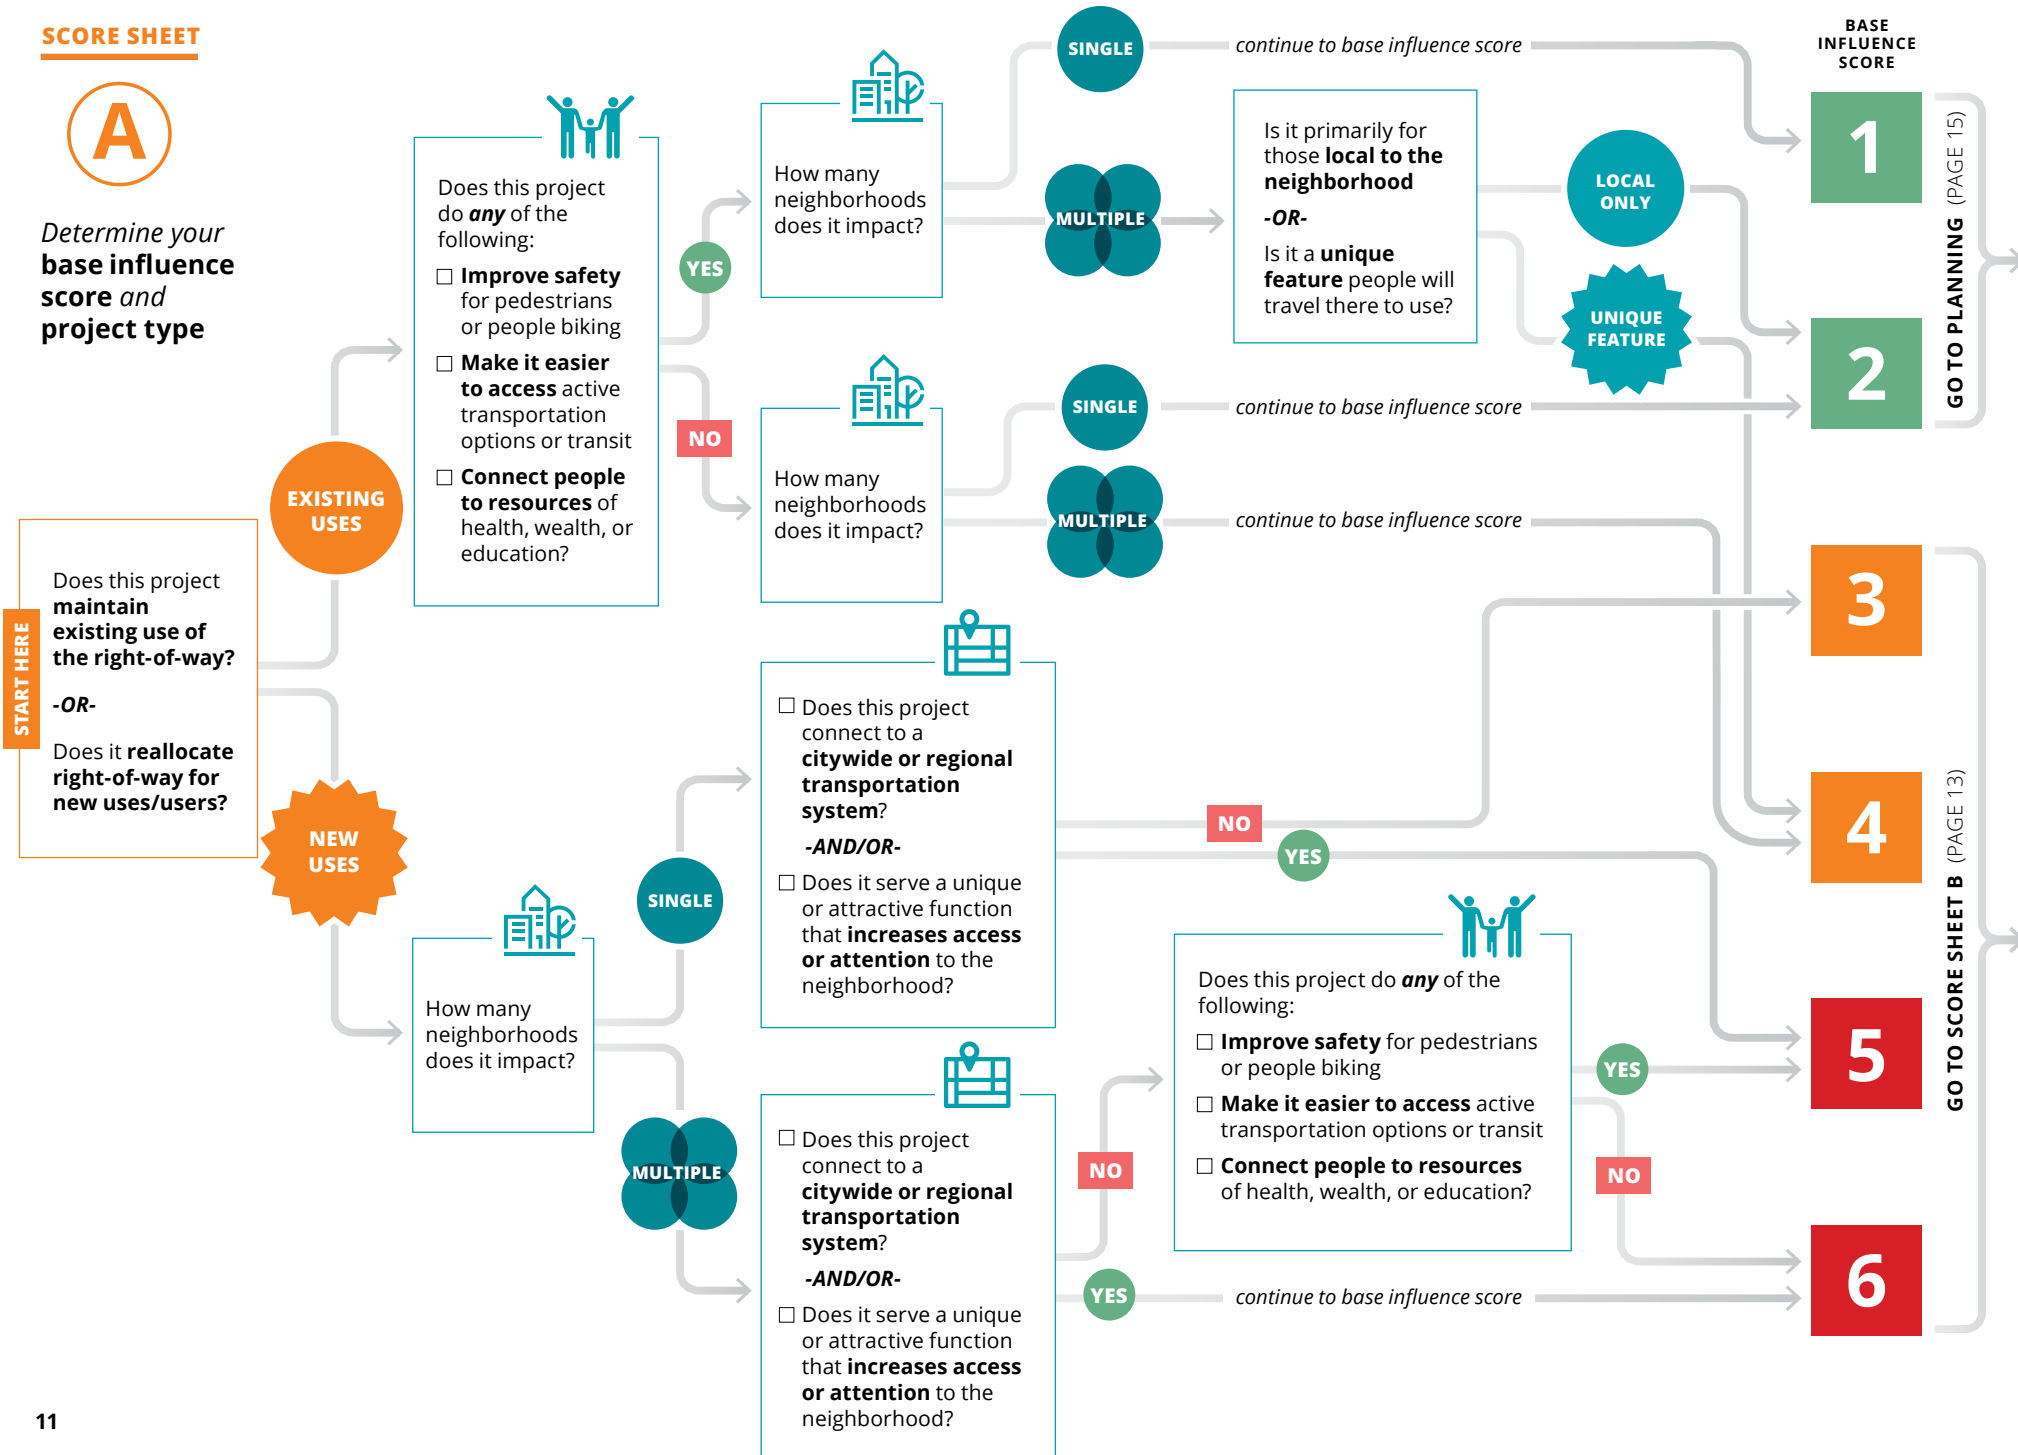 SCORE SHEET
A
Determine your
base influence
score and
project type
START HERE
Does this project
maintain
existing use of
the right-of-way?
-OR-
Does it reallocate
right-of-way for
new uses/users?
EXISTING
USES
NEW
USES
Does this project
do any of the
following:
Improve safety
for pedestrians
or people biking
Make it easier
to access active
transportation
options or transit
Connect people
to resources of
health, wealth, or
education?
YES
NO
How many
neighborhoods
does it impact?
SINGLE
continue to base influence score
MULTIPLE
Is it primarily for
those local to the
neighborhood
-OR-
Is it a unique
feature people will
travel there to use?
LOCAL
ONLY
UNIQUE
FEATURE
How many
neighborhoods
does it impact?
SINGLE
continue to base influence score
MULTIPLE
continue to base influence score
How many
neighborhoods
does it impact?
SINGLE
MULTIPLE
Does this project
connect to a
citywide or regional
transportation
system?
-AND/OR-
Does it serve a unique
or attractive function
that increases access
or attention to the
neighborhood?
NO
YES
Does this project
connect to a
citywide or regional
transportation
system?
-AND/OR-
Does it serve a unique
or attractive function
that increases access
or attention to the
neighborhood?
NO
YES
continue to base influence score
Does this project do any of the
following:
Improve safety for pedestrians
or people biking
Make it easier to access active
transportation options or transit
Connect people to resources
of health, wealth, or education?
YES
NO
BASE
INFLUENCE
SCORE
1
2
3
4
5
6
GO TO PLANNING (PAGE 15)
GO TO SCORE SHEET B (PAGE 13)
11